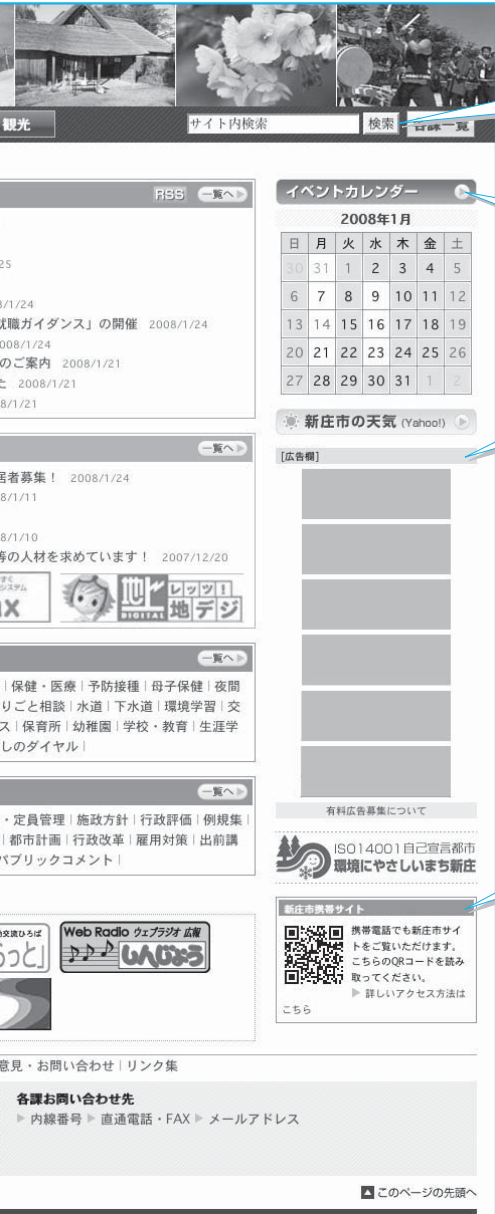 観光
サイト内検索 検索 各課一覧
RSS 一覧へ
25
8/1/24
就職ガイダンス」の開催 2008/1/24
2008/1/24
のご案内 2008/1/21
た 2008/1/21
8/1/21
一覧へ
居者募集！ 2008/1/24
8/1/11
8/1/10
等の人材を求めています！ 2007/12/20
地デジ DIGITAL レッツ！地デジ
一覧へ
| 保健・医療 | 予防接種 | 母子保健 | 夜間
りごと相談 | 水道 | 下水道 | 環境学習 | 交
ス | 保育所 | 幼稚園 | 学校・教育 | 生涯学
しのダイヤル |
一覧へ
・定員管理 | 施政方針 | 行政評価 | 例規集 |
| 都市計画 | 行政改革 | 雇用対策 | 出前講
パブリックコメント |
交流ひろば
らっと」
Web Radio ウェブラジオ 広報
しんじょう
イベントカレンダー
2008年1月
日 月 火 水 木 金 土
30 31 1 2 3 4 5
6 7 8 9 10 11 12
13 14 15 16 17 18 19
20 21 22 23 24 25 26
27 28 29 30 31 1 2
新庄市の天気 (Yahoo!)
[広告欄]
有料広告募集について
ISO14001自己宣言都市
環境にやさしいまち新庄
新庄市携帯サイト
携帯電話でも新庄市サイ
トをご覧いただけます。
こちらのQRコードを読み
取ってください。
▶ 詳しいアクセス方法は
こちら
意見・お問い合わせ | リンク集
各課お問い合わせ先
▶ 内線番号 ▶ 直通電話・FAX ▶ メールアドレス
▲ このページの先頭へ